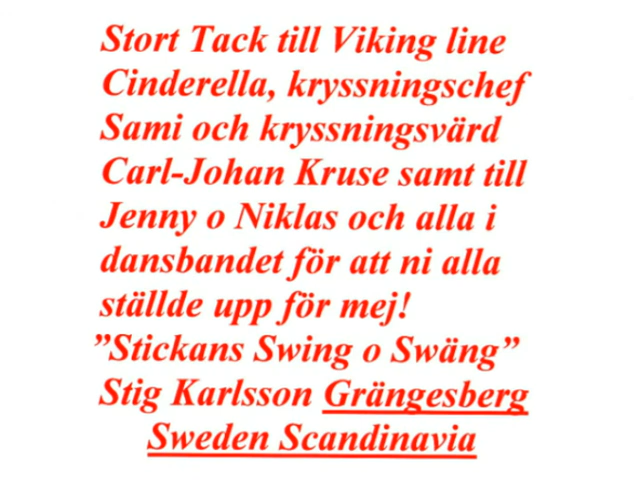 Stort Tack till Viking line
Cinderella, kryssningschef
Sami och kryssningsvärd
Carl-Johan Kruse samt till
Jenny o Niklas och alla i
dansbandet för att ni alla
ställde upp för mej!
”Stickans Swing o Swäng”
Stig Karlsson Grängesberg
Sweden Scandinavia